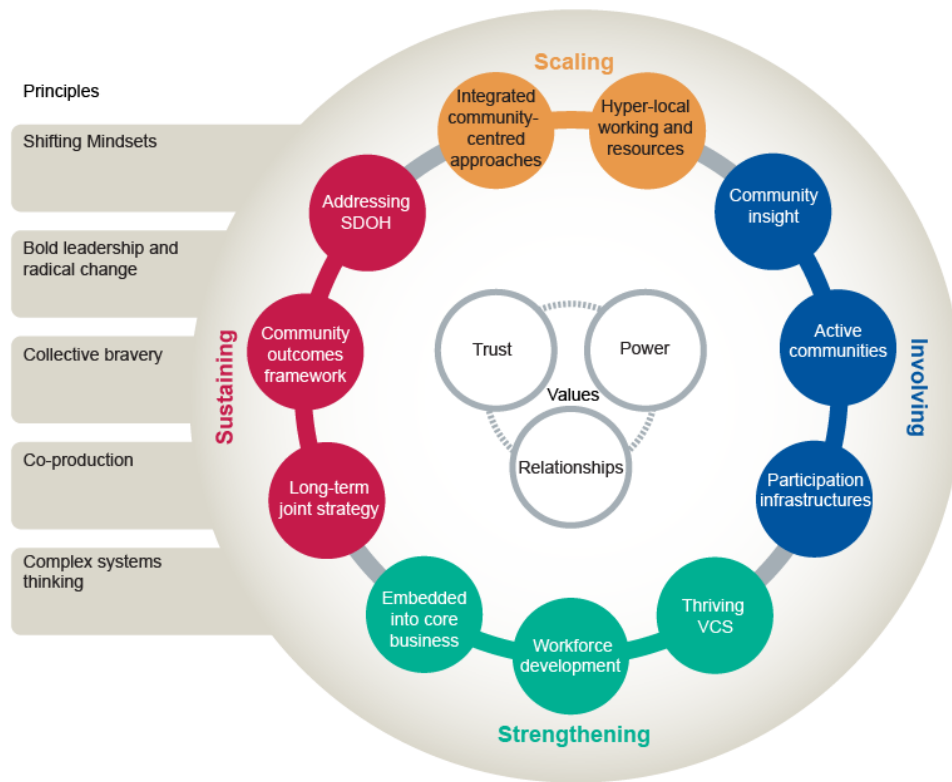 Principles
Shifting Mindsets
Bold leadership and
radical change
Collective bravery
Co-production
Complex systems
thinking
Scaling
Integrated
community-
centred
approaches
Hyper-local
working and
resources
Involving
Community
insight
Active
communities
Participation
infrastructures
Strengthening
Thriving
VCS
Workforce
development
Embedded
into core
business
Sustaining
Long-term
joint strategy
Community
outcomes
framework
Addressing
SDOH
Trust
Power
Values
Relationships